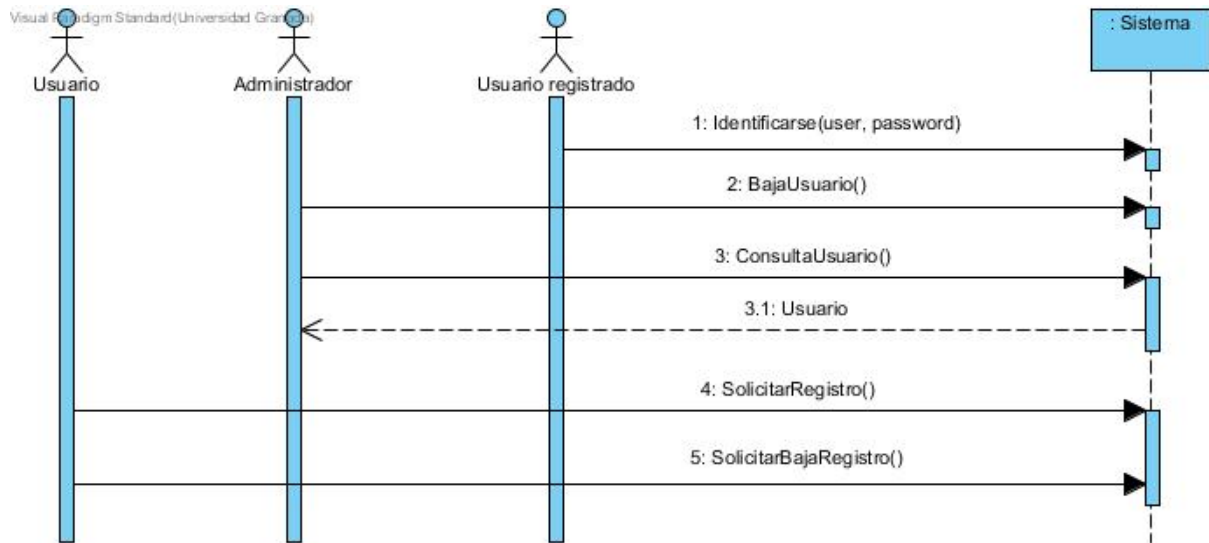 Visual Paradigm Standard(Universidad Granada)
Usuario
Administrador
Usuario registrado
: Sistema
1: Identificarse(user, password)
2: BajaUsuario()
3: ConsultaUsuario()
3.1: Usuario
4: SolicitarRegistro()
5: SolicitarBajaRegistro()